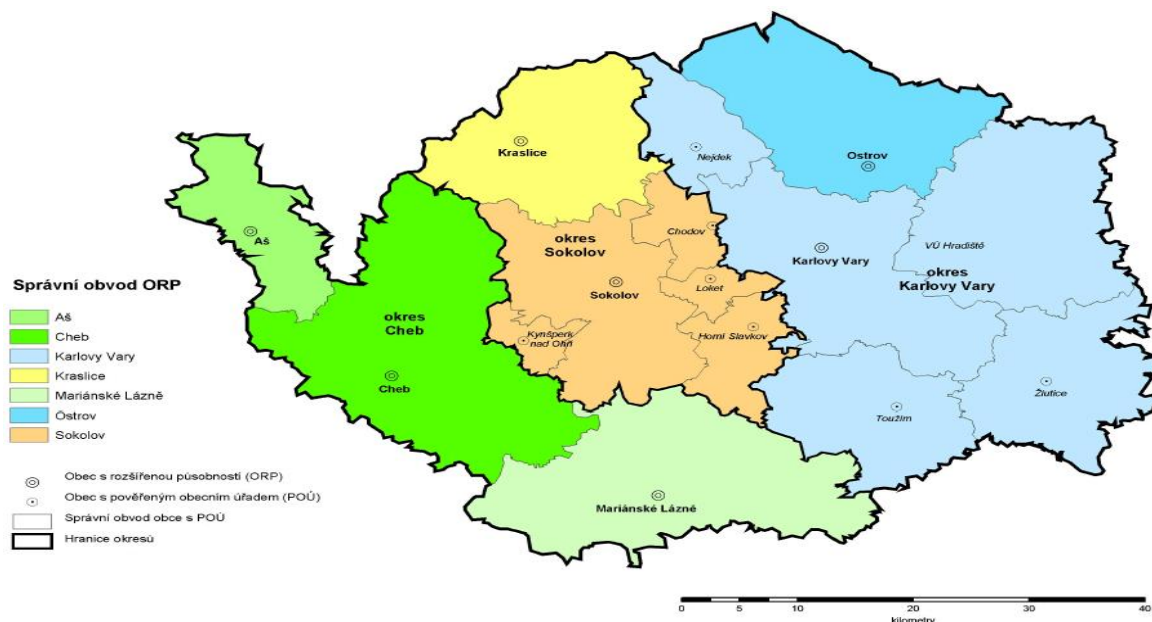 Kraslice
Nejdek
Ostrov
Aš
okres
Sokolov
Chodov
Karlovy Vary
VÚ Hradiště
okres
Karlovy Vary
Sokolov
Loket
okres
Cheb
Kynšperk
nad Ohří
Horní Slavkov
Cheb
Toužim
Žlutice
Mariánské Lázně
Správní obvod ORP
Aš
Cheb
Karlovy Vary
Kraslice
Mariánské Lázně
Ostrov
Sokolov
Obec s rozšířenou působností (ORP)
Obec s pověřeným obecním úřadem (POÚ)
Správní obvod obce s POÚ
Hranice okresů
0 5 10 20 30 40
kilometry